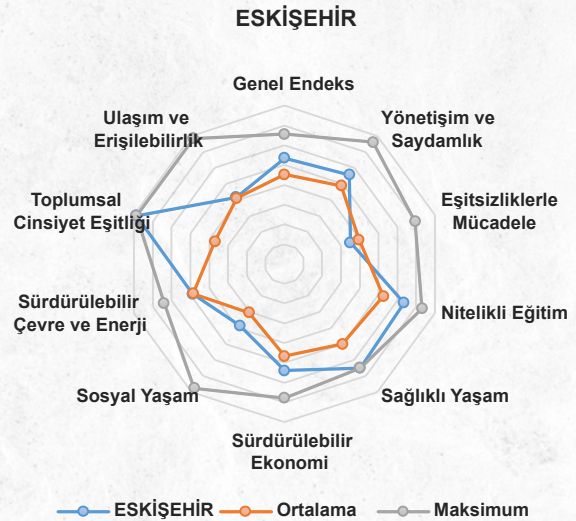 ESKİŞEHİR
Genel Endeks
Yönetişim ve
Saydamlık
Eşitsizliklerle
Mücadele
Nitelikli Eğitim
Sağlıklı Yaşam
Sürdürülebilir
Ekonomi
Sosyal Yaşam
Sürdürülebilir
Çevre ve Enerji
Toplumsal
Cinsiyet Eşitliği
Ulaşım ve
Erişilebilirlik
ESKİŞEHİR Ortalama Maksimum